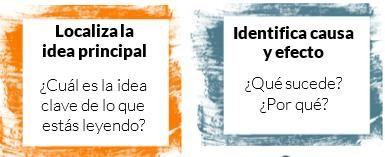 Localiza la
idea principal
¿Cuál es la idea
clave de lo que
estás leyendo?
Identifica causa
y efecto
¿Qué sucede?
¿Por qué?